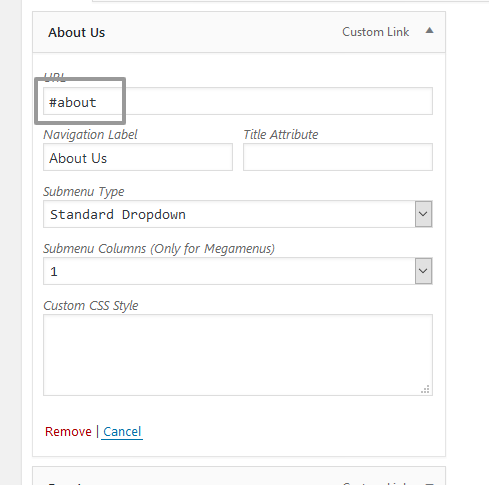 About Us Custom Link
URL
#about
Navigation Label Title Attribute
About Us
Submenu Type
Standard Dropdown
Submenu Columns (Only for Megamenus)
1
Custom CSS Style
Remove | Cancel